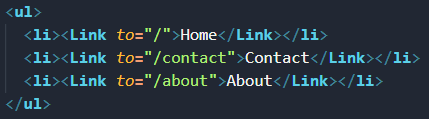 <ul>
  <li><Link to="/">Home</Link></li>
  <li><Link to="/contact">Contact</Link></li>
  <li><Link to="/about">About</Link></li>
</ul>